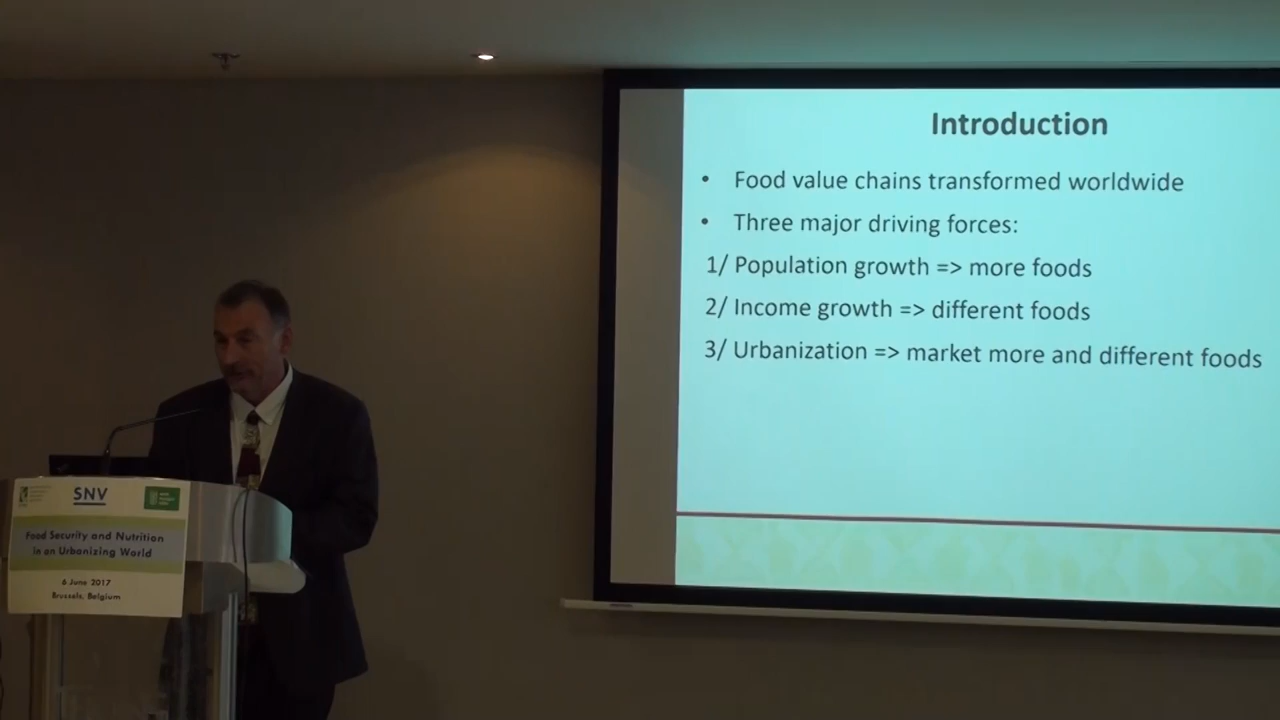 Introduction
• Food value chains transformed worldwide
• Three major driving forces:
1/ Population growth => more foods
2/ Income growth => different foods
3/ Urbanization => market more and different foods
SNV
Food Security and Nutrition
in an Urbanizing World
6 June 2017
Brussels, Belgium